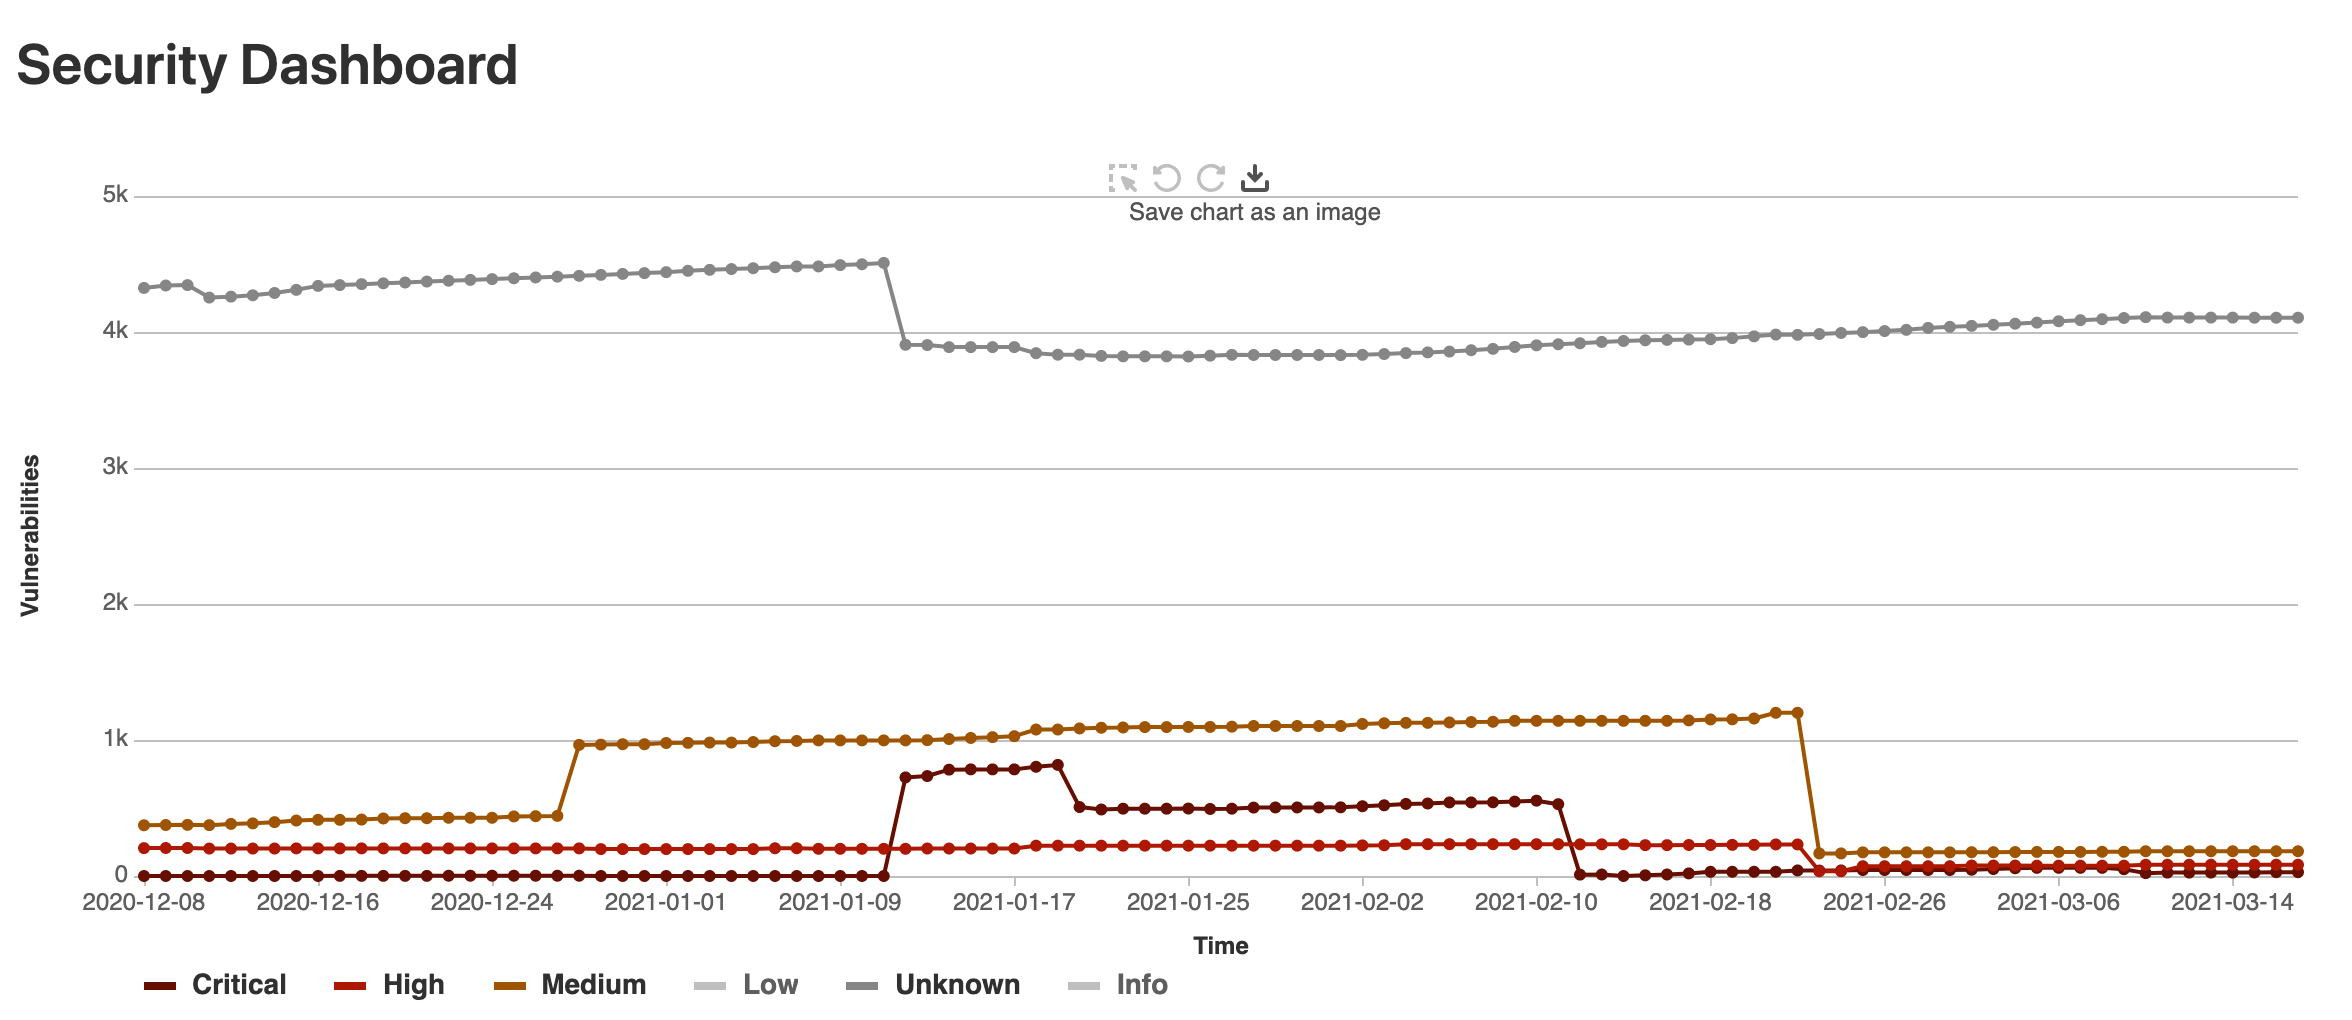 Security Dashboard
Save chart as an image
5k
4k
3k
2k
1k
0
Vulnerabilities
2020-12-08 2020-12-16 2020-12-24 2021-01-01 2021-01-09 2021-01-17 2021-01-25 2021-02-02 2021-02-10 2021-02-18 2021-02-26 2021-03-06 2021-03-14
Time
Critical High Medium Low Unknown Info